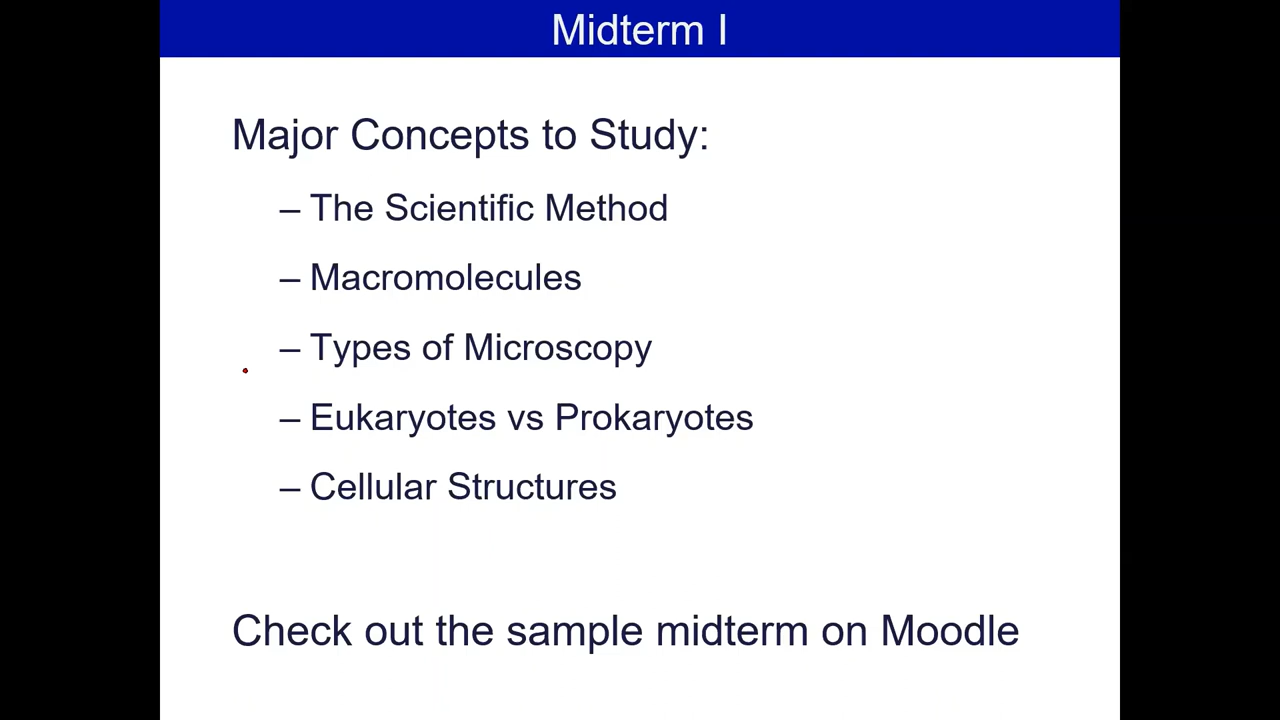 Midterm I
Major Concepts to Study:
– The Scientific Method
– Macromolecules
– Types of Microscopy
– Eukaryotes vs Prokaryotes
– Cellular Structures
Check out the sample midterm on Moodle